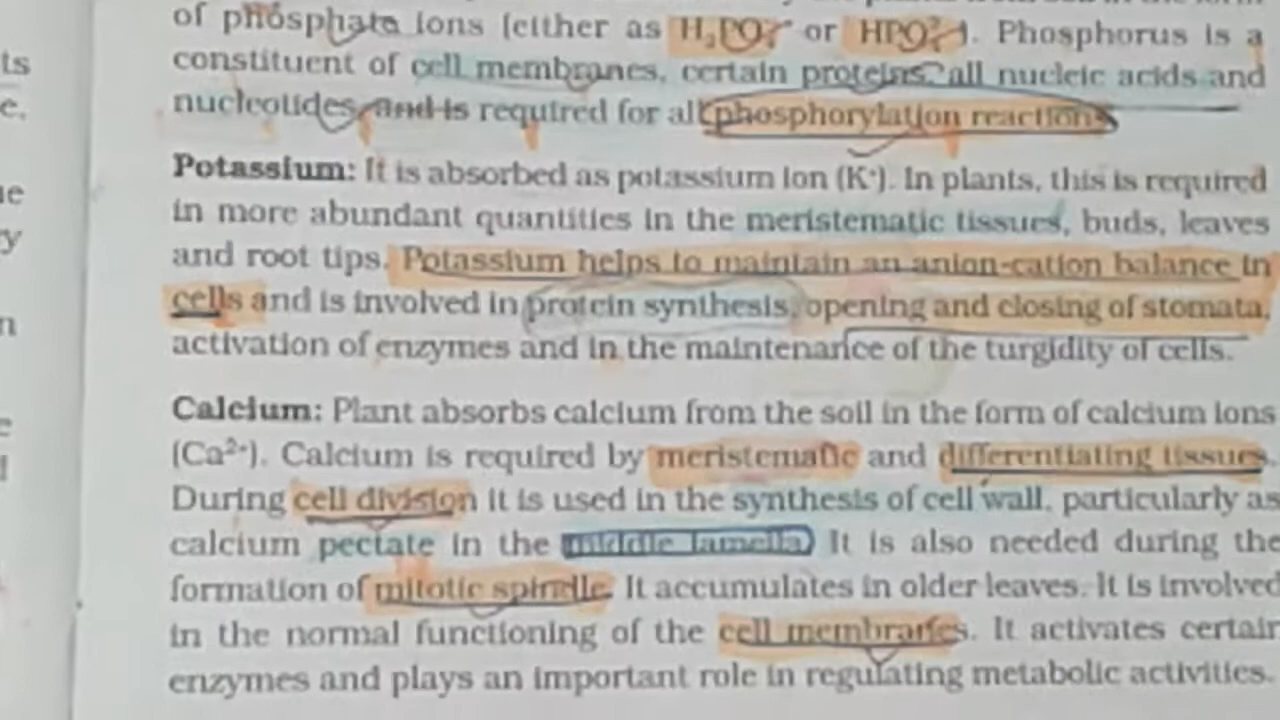 of phosphate ions (either as H₂PO₄⁻ or HPO₄²⁻). Phosphorus is a
ts
constituent of cell membranes, certain proteins, all nucleic acids and
e,
nucleotides, and is required for all phosphorylation reactions
Potassium: It is absorbed as potassium ion (K⁺). In plants, this is required
in more abundant quantities in the meristematic tissues, buds, leaves
and root tips. Potassium helps to maintain an anion-cation balance in
cells and is involved in protein synthesis, opening and closing of stomata,
activation of enzymes and in the maintenance of the turgidity of cells.
Calcium: Plant absorbs calcium from the soil in the form of calcium ions
(Ca²⁺). Calcium is required by meristematic and differentiating tissues.
During cell division it is used in the synthesis of cell wall, particularly as
calcium pectate in the middle lamella. It is also needed during the
formation of mitotic spindle. It accumulates in older leaves. It is involved
in the normal functioning of the cell membranes. It activates certain
enzymes and plays an important role in regulating metabolic activities.